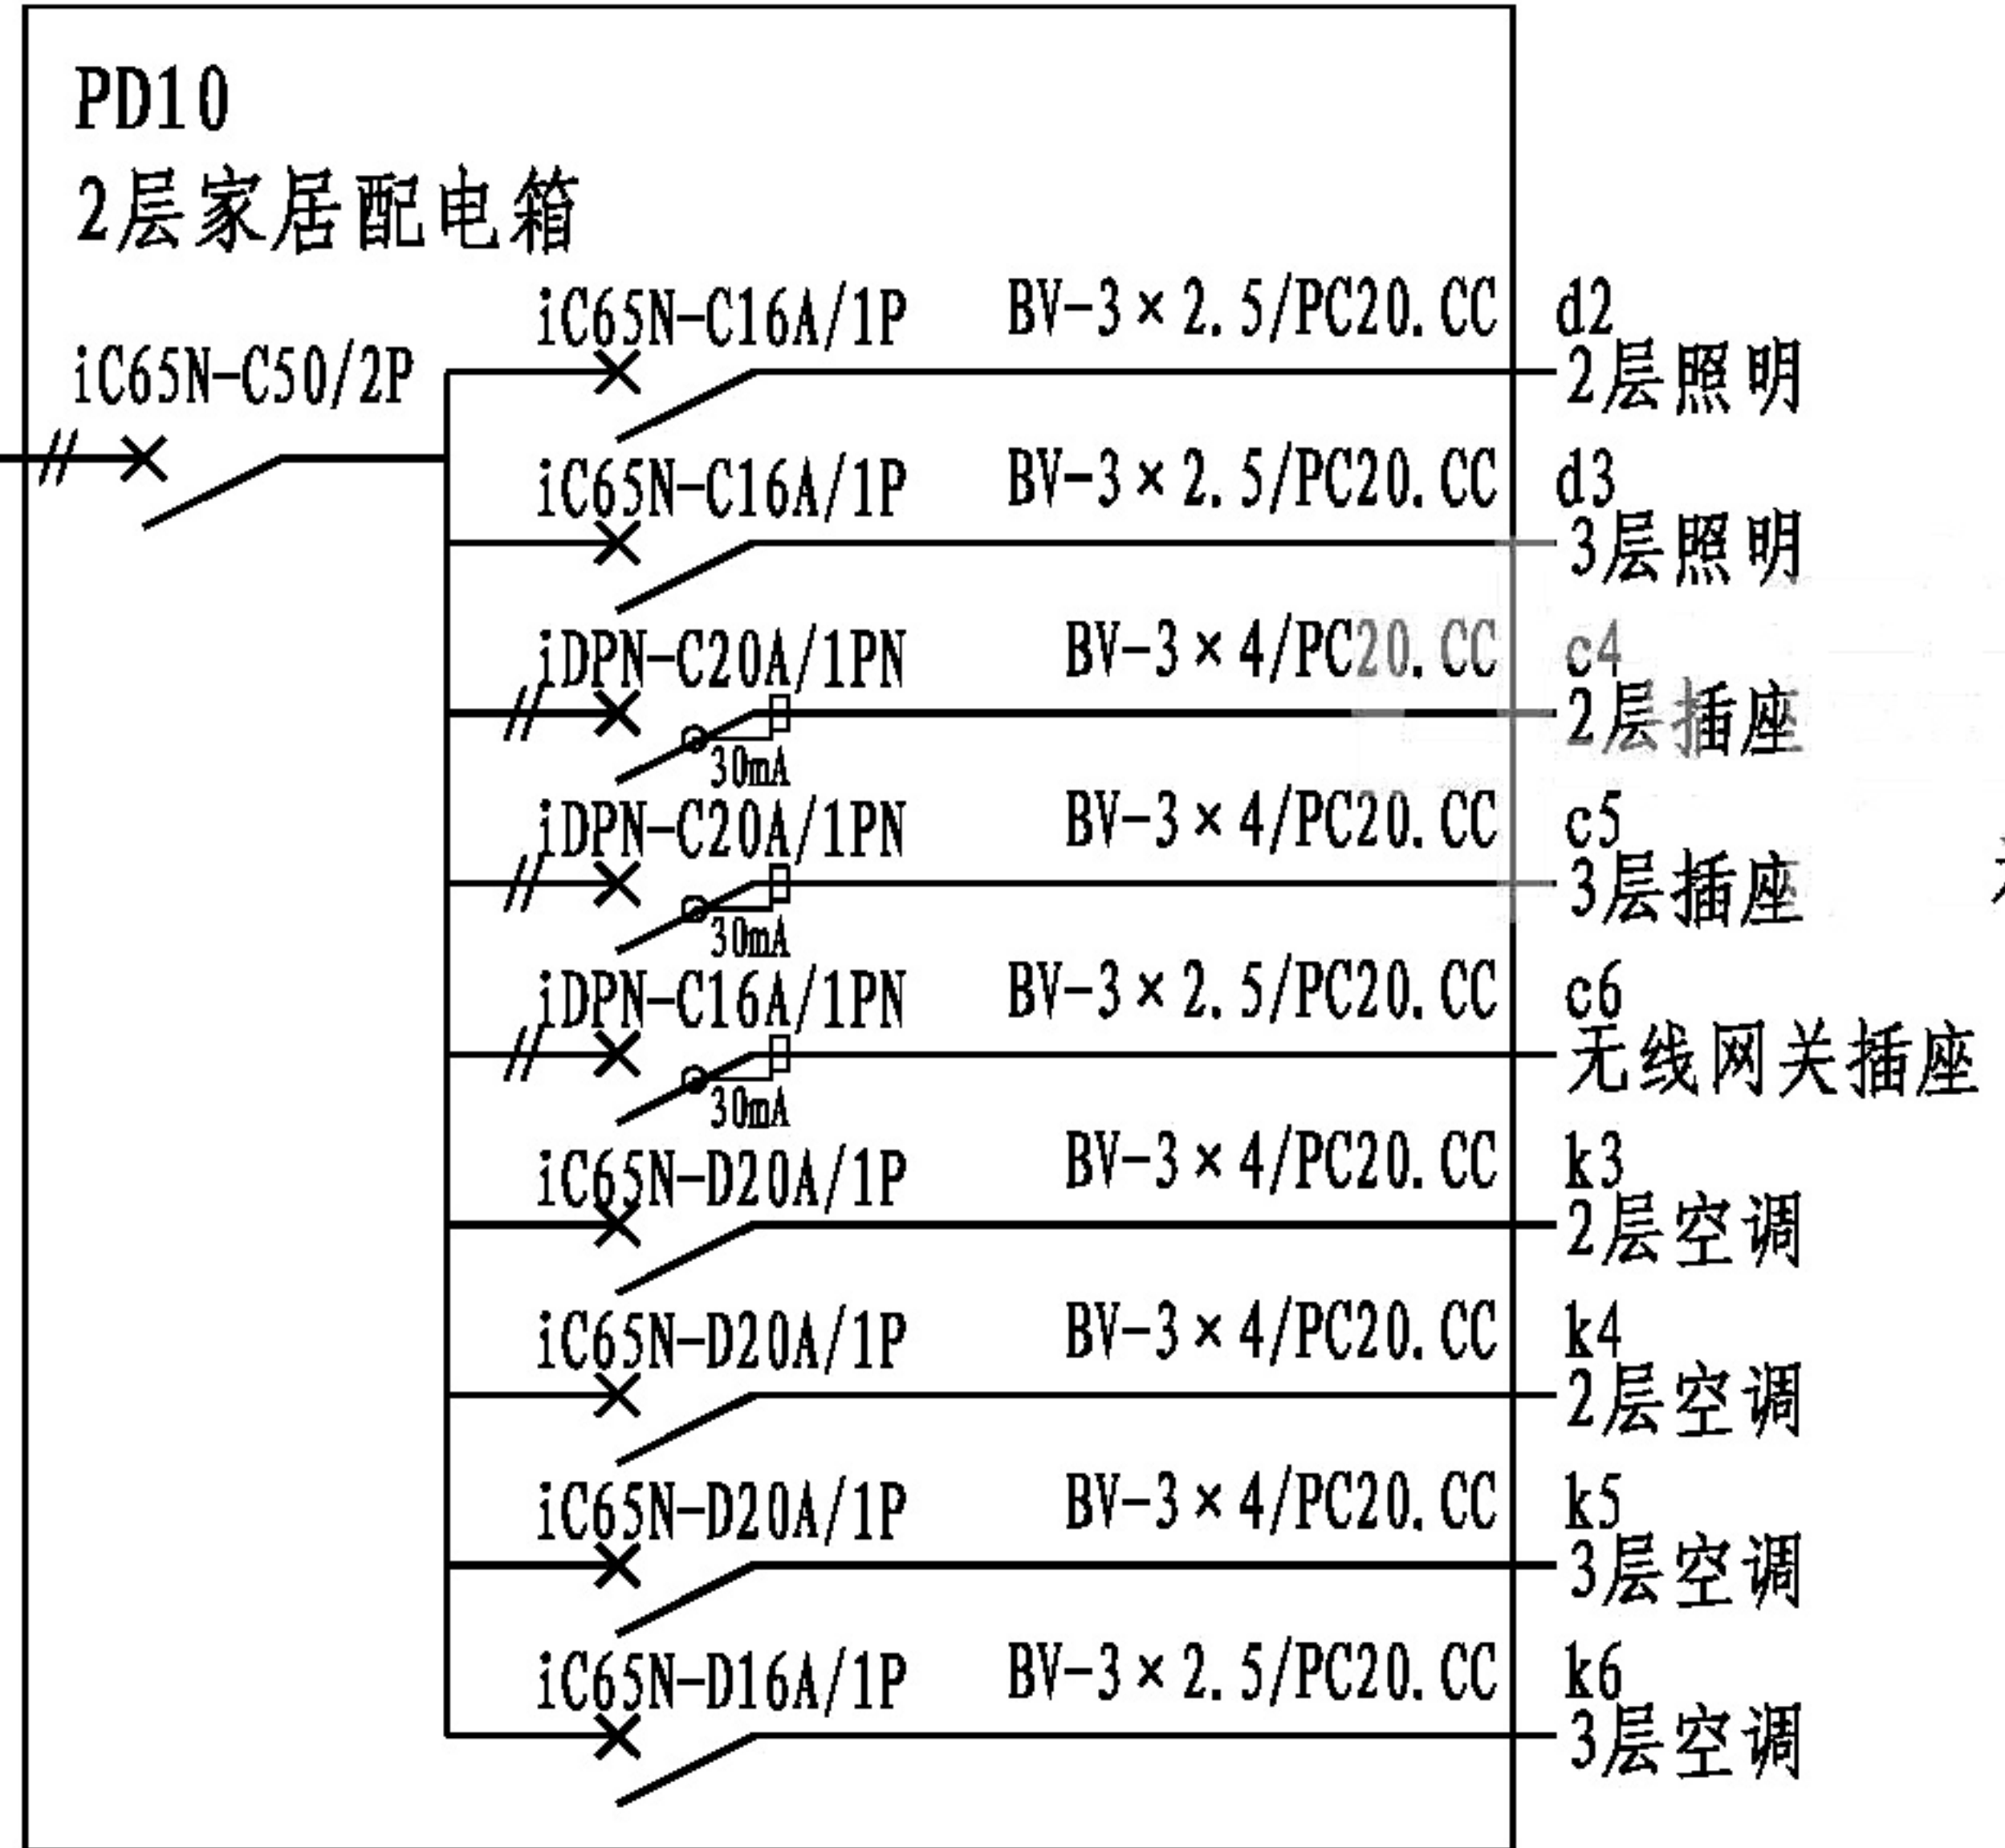 PD10
2层家居配电箱
iC65N-C50/2P
iC65N-C16A/1P BV-3×2.5/PC20.CC d2
2层照明
iC65N-C16A/1P BV-3×2.5/PC20.CC d3
3层照明
iDPN-C20A/1PN BV-3×4/PC20.CC c4
2层插座
30mA
iDPN-C20A/1PN BV-3×4/PC20.CC c5
3层插座
30mA
iDPN-C16A/1PN BV-3×2.5/PC20.CC c6
无线网关插座
30mA
iC65N-D20A/1P BV-3×4/PC20.CC k3
2层空调
iC65N-D20A/1P BV-3×4/PC20.CC k4
2层空调
iC65N-D20A/1P BV-3×4/PC20.CC k5
3层空调
iC65N-D16A/1P BV-3×2.5/PC20.CC k6
3层空调